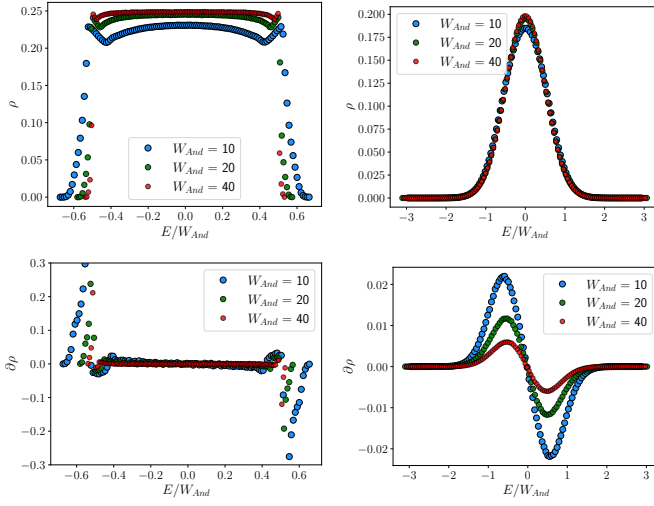 0.25
0.20
0.15
0.10
0.05
0.00
ρ
W_And = 10
W_And = 20
W_And = 40
−0.6 −0.4 −0.2 0.0 0.2 0.4 0.6
E/W_And
0.200
0.175
0.150
0.125
0.100
0.075
0.050
0.025
0.000
ρ
W_And = 10
W_And = 20
W_And = 40
−3 −2 −1 0 1 2 3
E/W_And
0.3
0.2
0.1
0.0
−0.1
−0.2
−0.3
∂ρ
W_And = 10
W_And = 20
W_And = 40
−0.6 −0.4 −0.2 0.0 0.2 0.4 0.6
E/W_And
0.02
0.01
0.00
−0.01
−0.02
∂ρ
W_And = 10
W_And = 20
W_And = 40
−3 −2 −1 0 1 2 3
E/W_And